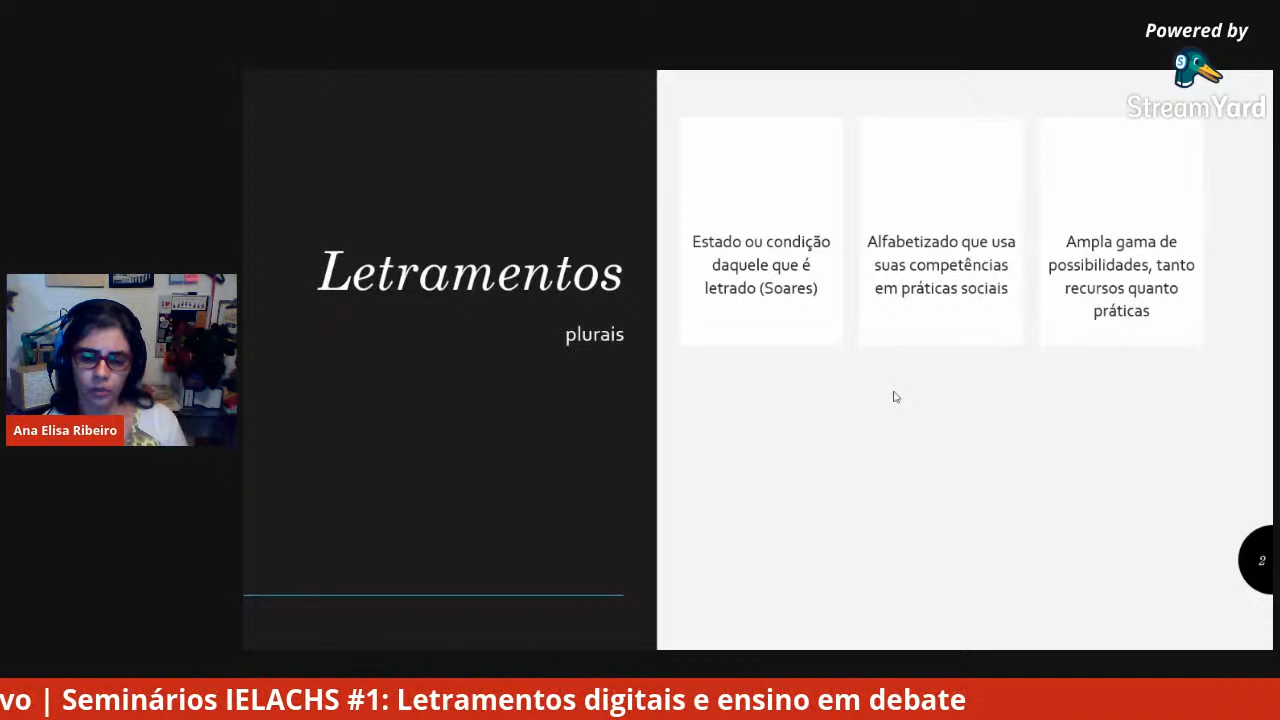 Powered by
StreamYard
Letramentos
plurais
Estado ou condição
daquele que é
letrado (Soares)
Alfabetizado que usa
suas competências
em práticas sociais
Ampla gama de
possibilidades, tanto
recursos quanto
práticas
Ana Elisa Ribeiro
2
vo | Seminários IELACHS #1: Letramentos digitais e ensino em debate